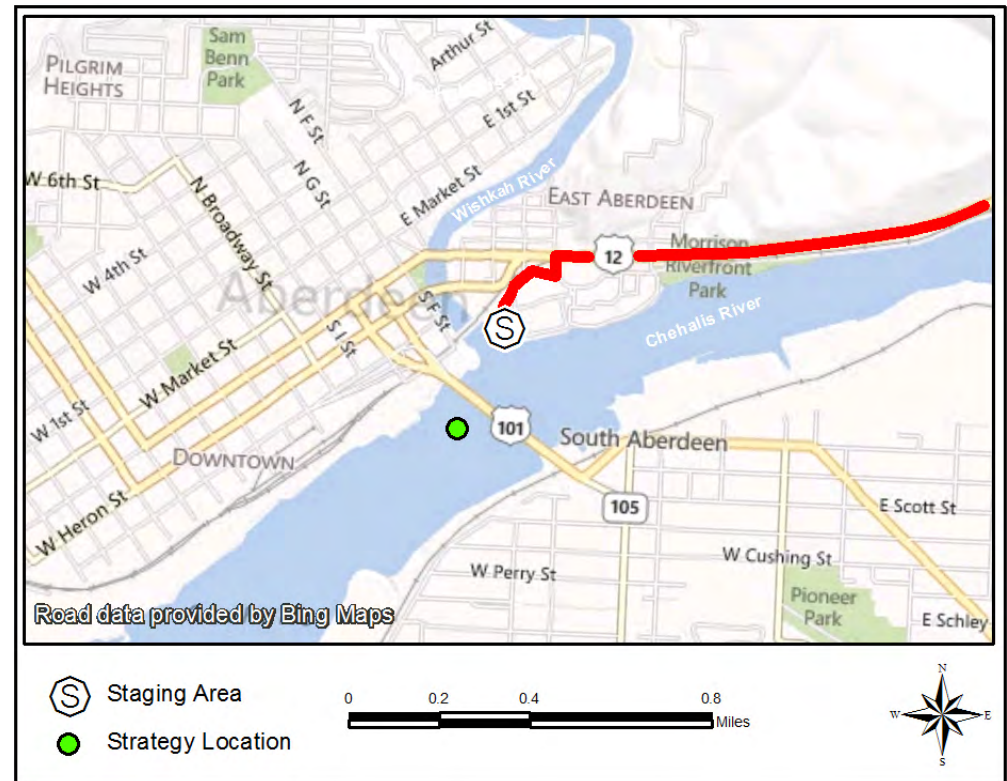 Sam
Benn
Park
PILGRIM
HEIGHTS
Arthur St
N F St
E 1st St
N G St
W 6th St
N Broadway St
E Market St
Wishkah River
EAST ABERDEEN
W 4th St
12
Morrison
Riverfront
Park
Aberdeen
S F St
S
Chehalis River
S I St
W Market St
W 1st St
101
South Aberdeen
DOWNTOWN
105
E Scott St
W Heron St
W Cushing St
W Perry St
Pioneer
Park
E Schley
Road data provided by Bing Maps
S Staging Area
Strategy Location
0 0.2 0.4 0.8
Miles
N
W E
S